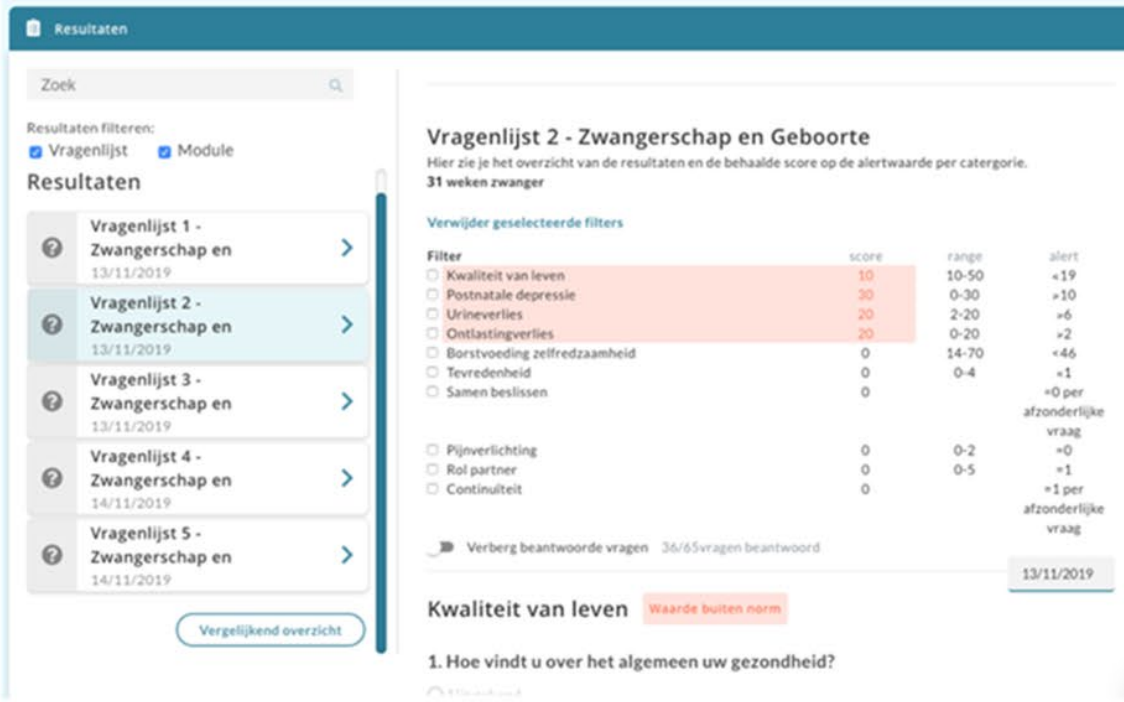 Resultaten
Zoek
Resultaten filteren:
Vragenlijst Module
Resultaten
Vragenlijst 1 -
Zwangerschap en
13/11/2019
Vragenlijst 2 -
Zwangerschap en
13/11/2019
Vragenlijst 3 -
Zwangerschap en
13/11/2019
Vragenlijst 4 -
Zwangerschap en
14/11/2019
Vragenlijst 5 -
Zwangerschap en
14/11/2019
Vergelijkend overzicht
Vragenlijst 2 - Zwangerschap en Geboorte
Hier zie je het overzicht van de resultaten en de behaalde score op de alertwaarde per catergorie.
31 weken zwanger
Verwijder geselecteerde filters
Filter score range alert
Kwaliteit van leven 10 10-50 <19
Postnatale depressie 30 0-30 >10
Urineverlies 20 2-20 >6
Ontlastingverlies 20 0-20 >2
Borstvoeding zelfredzaamheid 0 14-70 <46
Tevredenheid 0 0-4 <1
Samen beslissen 0 =0 per
afzonderlijke
vraag
Pijnverlichting 0 0-2 =0
Rol partner 0 0-5 =1
Continuïteit 0 =1 per
afzonderlijke
vraag
Verberg beantwoorde vragen 36/65vragen beantwoord
13/11/2019
Kwaliteit van leven Waarde buiten norm
1. Hoe vindt u over het algemeen uw gezondheid?